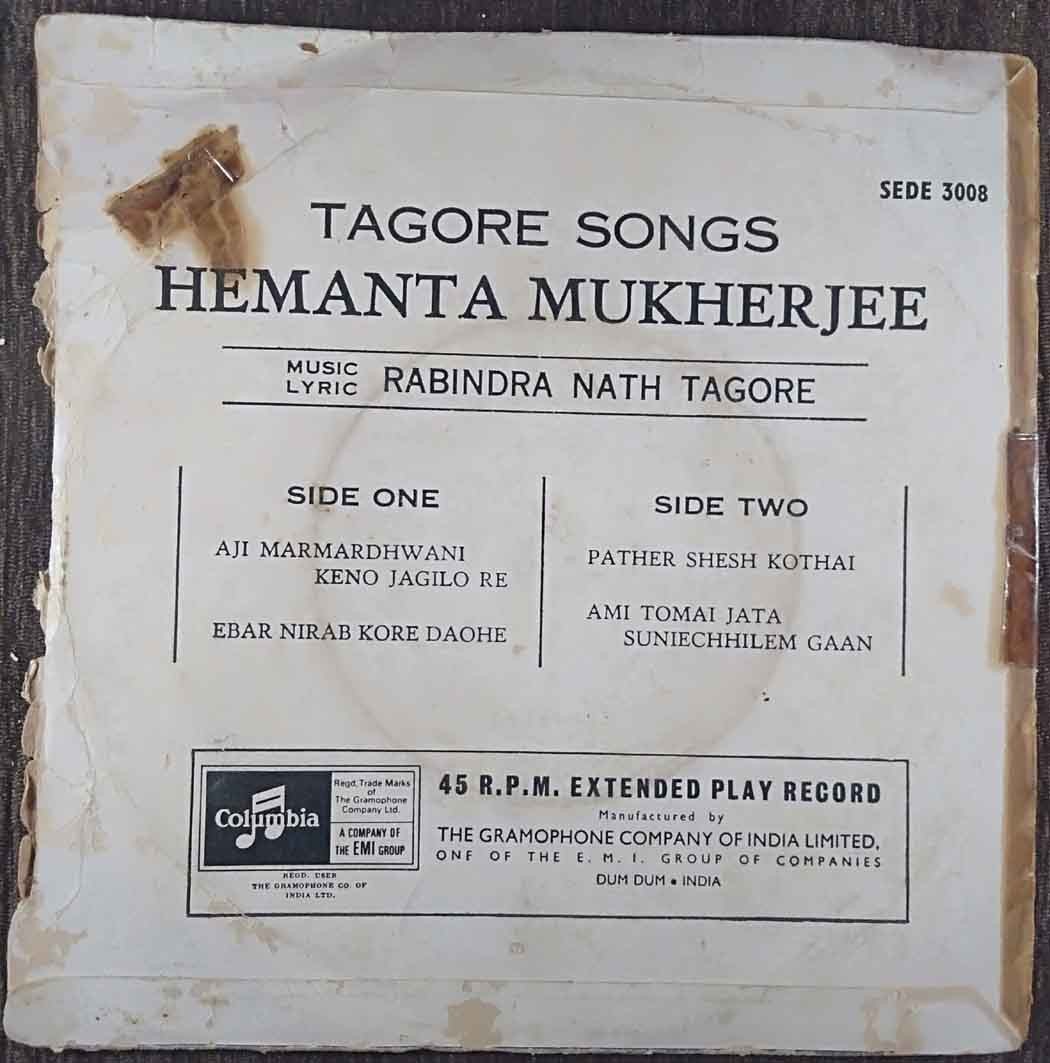 SEDE 3008
TAGORE SONGS
HEMANTA MUKHERJEE
MUSIC
LYRIC
RABINDRA NATH TAGORE
SIDE ONE
AJI MARMARDHWANI
KENO JAGILO RE
EBAR NIRAB KORE DAOHE
SIDE TWO
PATHER SHESH KOTHAI
AMI TOMAI JATA
SUNIECHHILEM GAAN
Columbia
Regd. Trade Marks
of
The Gramophone
Company Ltd.
A COMPANY OF
THE EMI GROUP
REGD. USER
THE GRAMOPHONE CO. OF
INDIA LTD.
45 R.P.M. EXTENDED PLAY RECORD
Manufactured by
THE GRAMOPHONE COMPANY OF INDIA LIMITED,
ONE OF THE E. M. I. GROUP OF COMPANIES
DUM DUM • INDIA